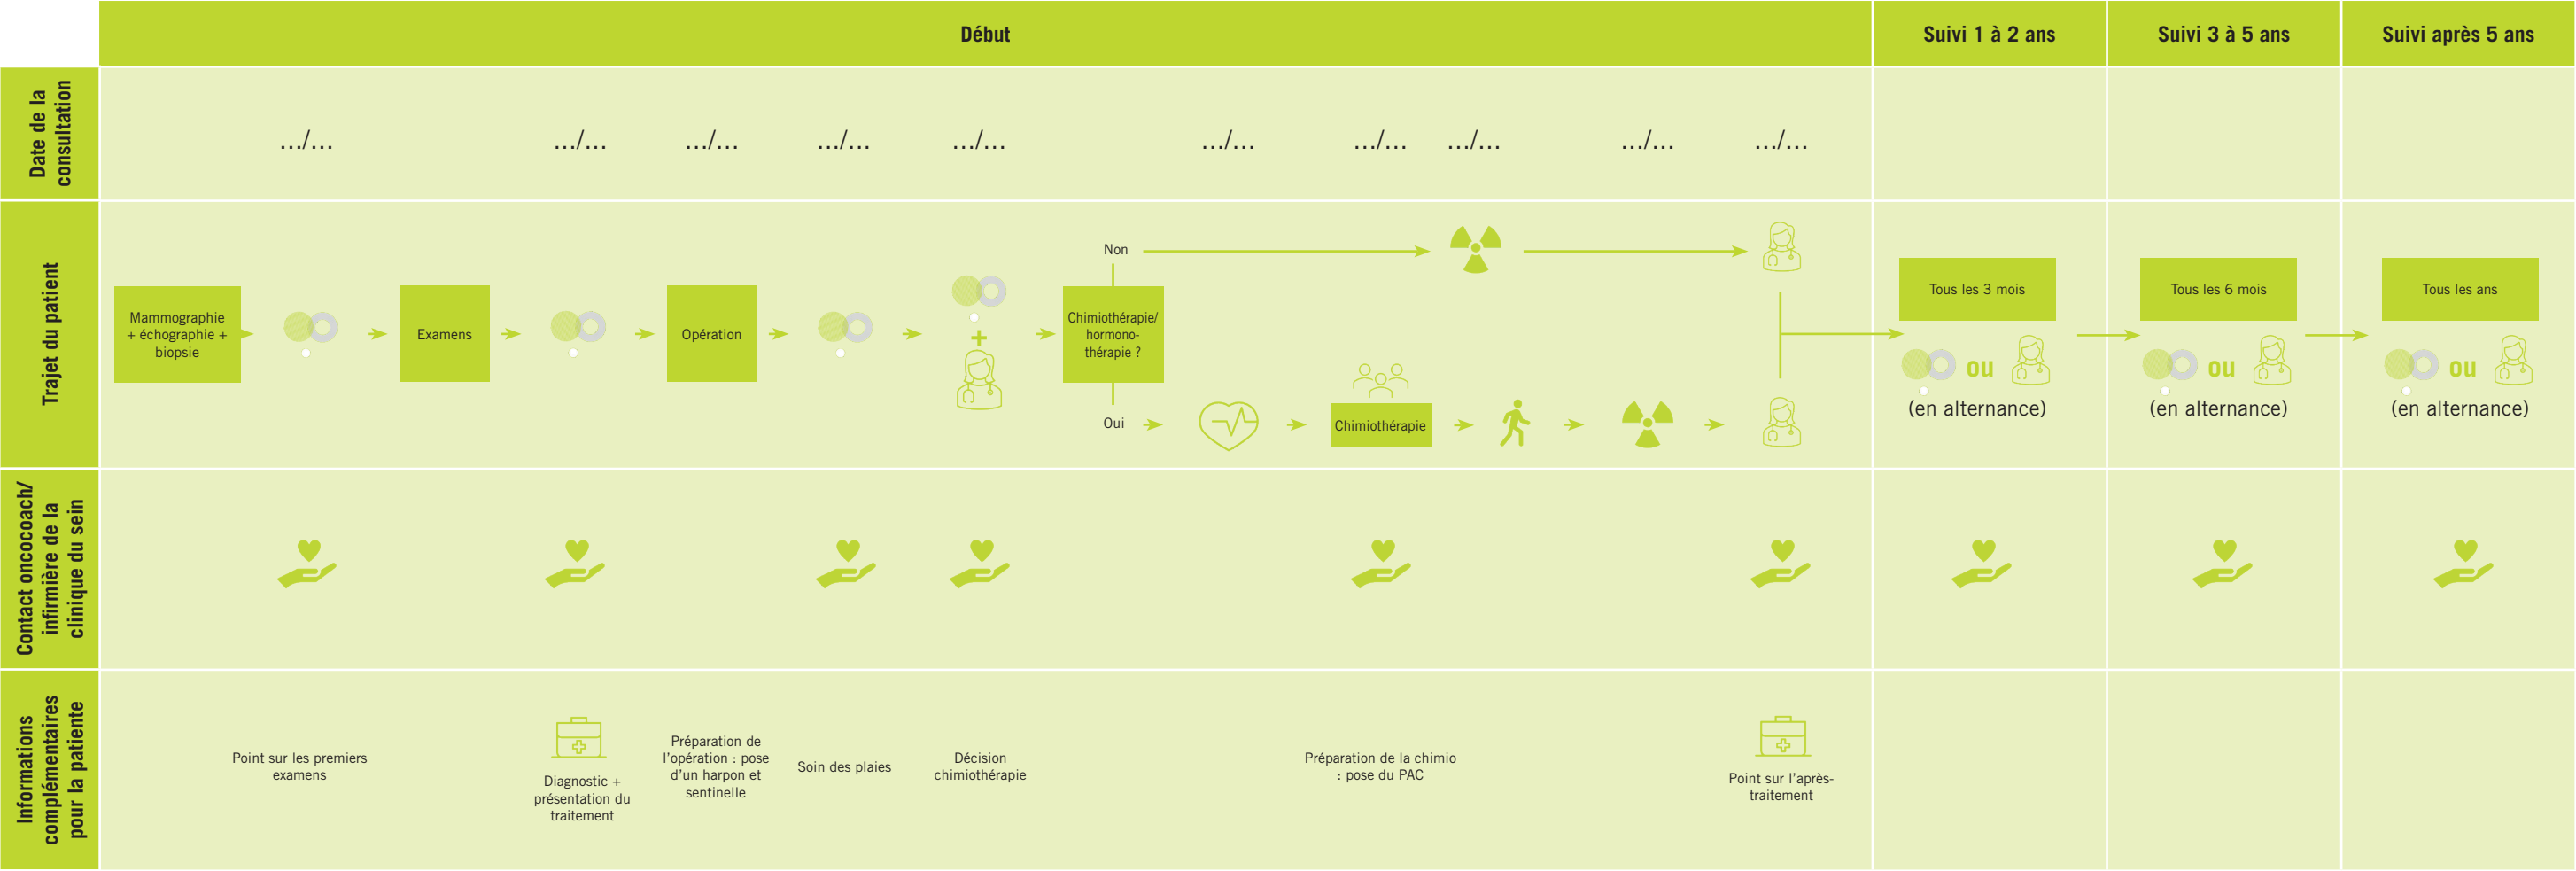 Début
Suivi 1 à 2 ans
Suivi 3 à 5 ans
Suivi après 5 ans
Date de la
consultation
.../...
.../...
.../...
.../...
.../...
.../...
.../...
.../...
.../...
.../...
Trajet du patient
Mammographie
+ échographie +
biopsie
Examens
Opération
+
Chimiothérapie/
hormono-
thérapie ?
Non
Oui
Chimiothérapie
Tous les 3 mois
ou
(en alternance)
Tous les 6 mois
ou
(en alternance)
Tous les ans
ou
(en alternance)
Contact oncocoach/
infirmière de la
clinique du sein
Informations
complémentaires
pour la patiente
Point sur les premiers
examens
Diagnostic +
présentation du
traitement
Préparation de
l'opération : pose
d'un harpon et
sentinelle
Soin des plaies
Décision
chimiothérapie
Préparation de la chimio
: pose du PAC
Point sur l'après-
traitement